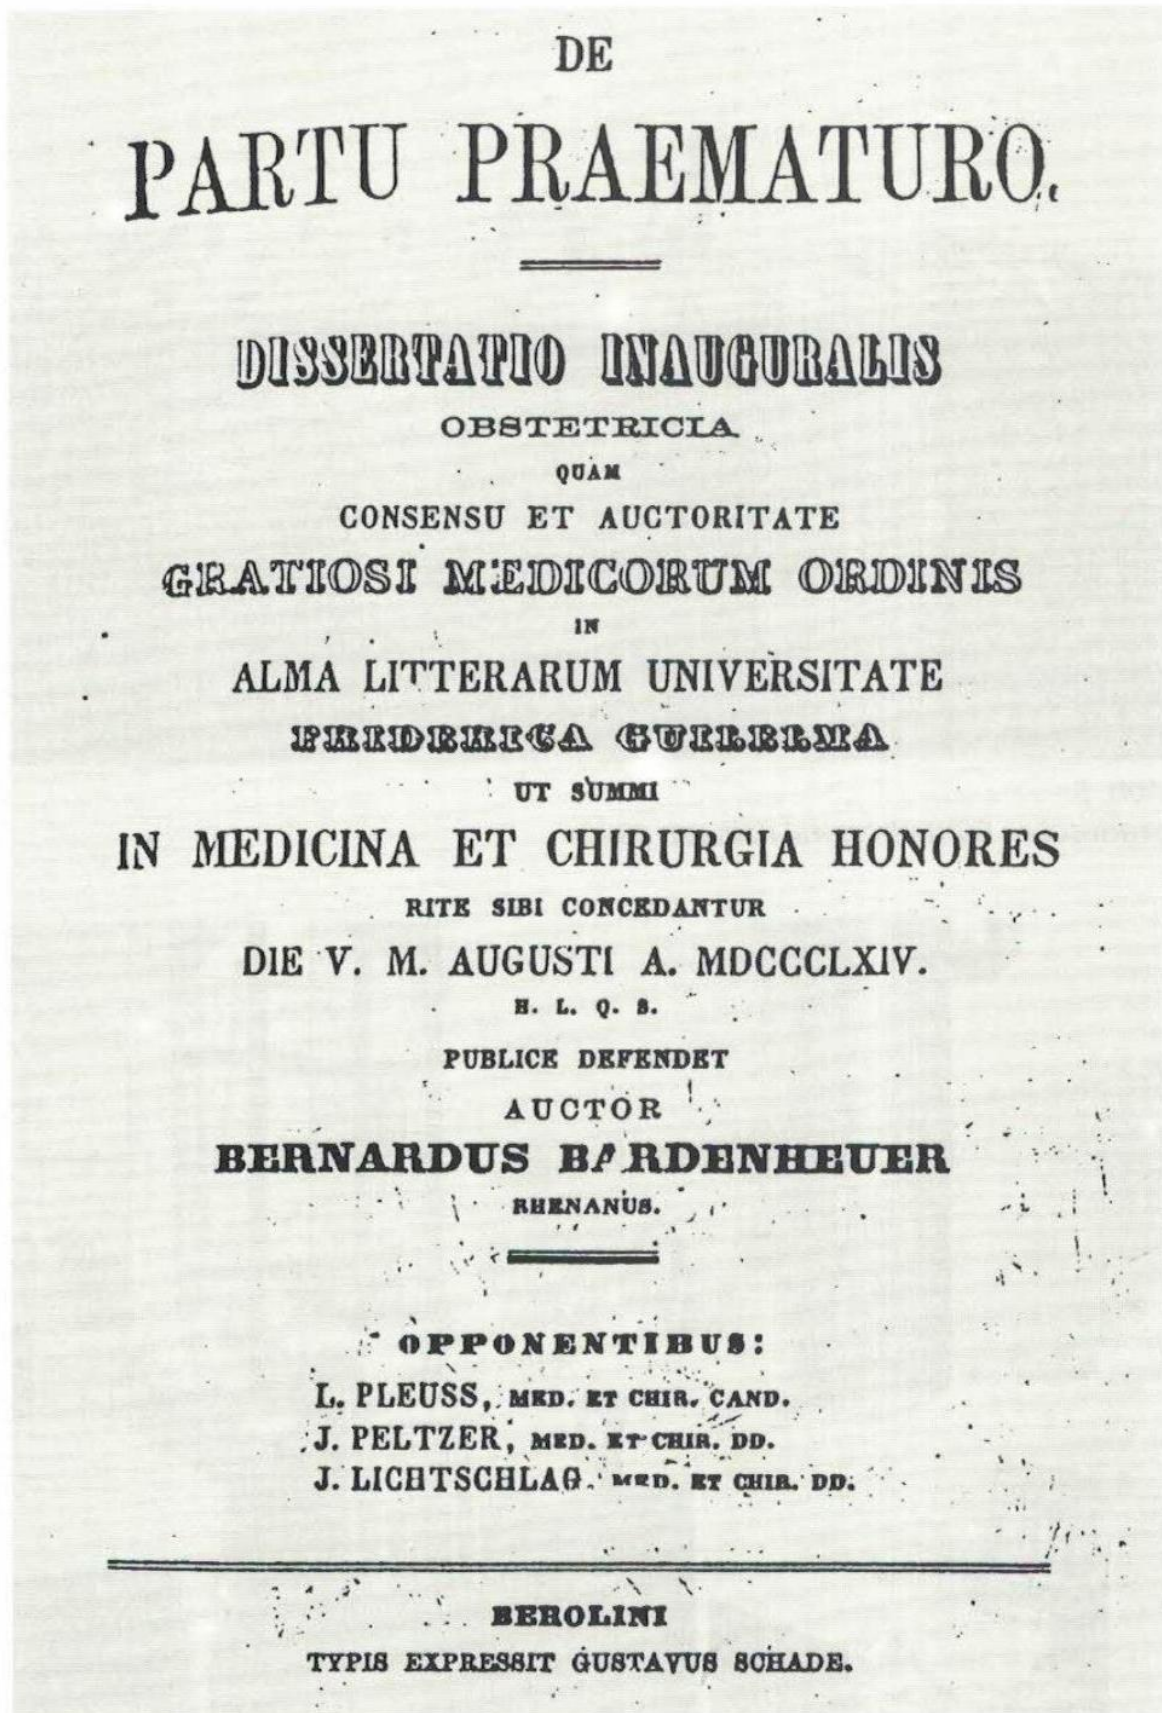 DE
PARTU PRAEMATURO.
DISSERTATIO INAUGURALIS
OBSTETRICIA
QUAM
CONSENSU ET AUCTORITATE
GRATIOSI MEDICORUM ORDINIS
IN
ALMA LITTERARUM UNIVERSITATE
FRIDERICA GUILELMA
UT SUMMI
IN MEDICINA ET CHIRURGIA HONORES
RITE SIBI CONCEDANTUR
DIE V. M. AUGUSTI A. MDCCCLXIV.
H. L. Q. S.
PUBLICE DEFENDET
AUCTOR
BERNARDUS BARDENHEUER
RHENANUS.
OPPONENTIBUS:
L. PLEUSS, MED. ET CHIR. CAND.
J. PELTZER, MED. ET CHIR. DD.
J. LICHTSCHLAG, MED. ET CHIR. DD.
BEROLINI
TYPIS EXPRESSIT GUSTAVUS SCHADE.